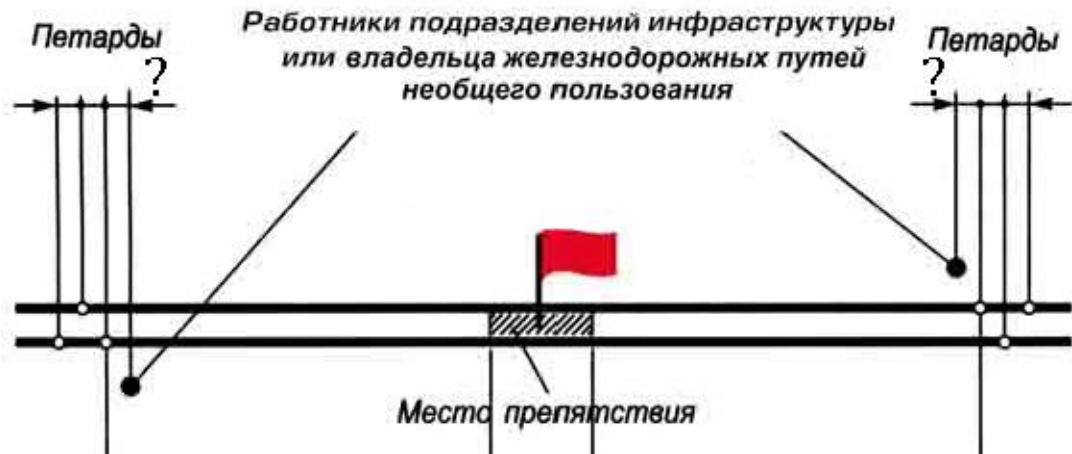 Петарды
?
Работники подразделений инфраструктуры
или владельца железнодорожных путей
необщего пользования
Петарды
?
Место препятствия